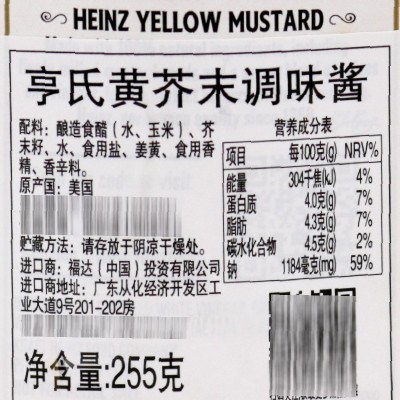 HEINZ YELLOW MUSTARD
亨氏黄芥末调味酱
配料：酿造食醋（水、玉米）、芥
末籽、水、食用盐、姜黄、食用香
精、香辛料。
原产国：美国
贮藏方法：请存放于阴凉干燥处。
进口商：福达（中国）投资有限公司
进口商地址：广东从化经济开发区工
业大道9号201-202房
净含量:255克
营养成分表
项目 每100克(g) NRV%
能量 304千焦(kJ) 4%
蛋白质 4.0克(g) 7%
脂肪 4.3克(g) 7%
碳水化合物 4.5克(g) 2%
钠 1184毫克(mg) 59%